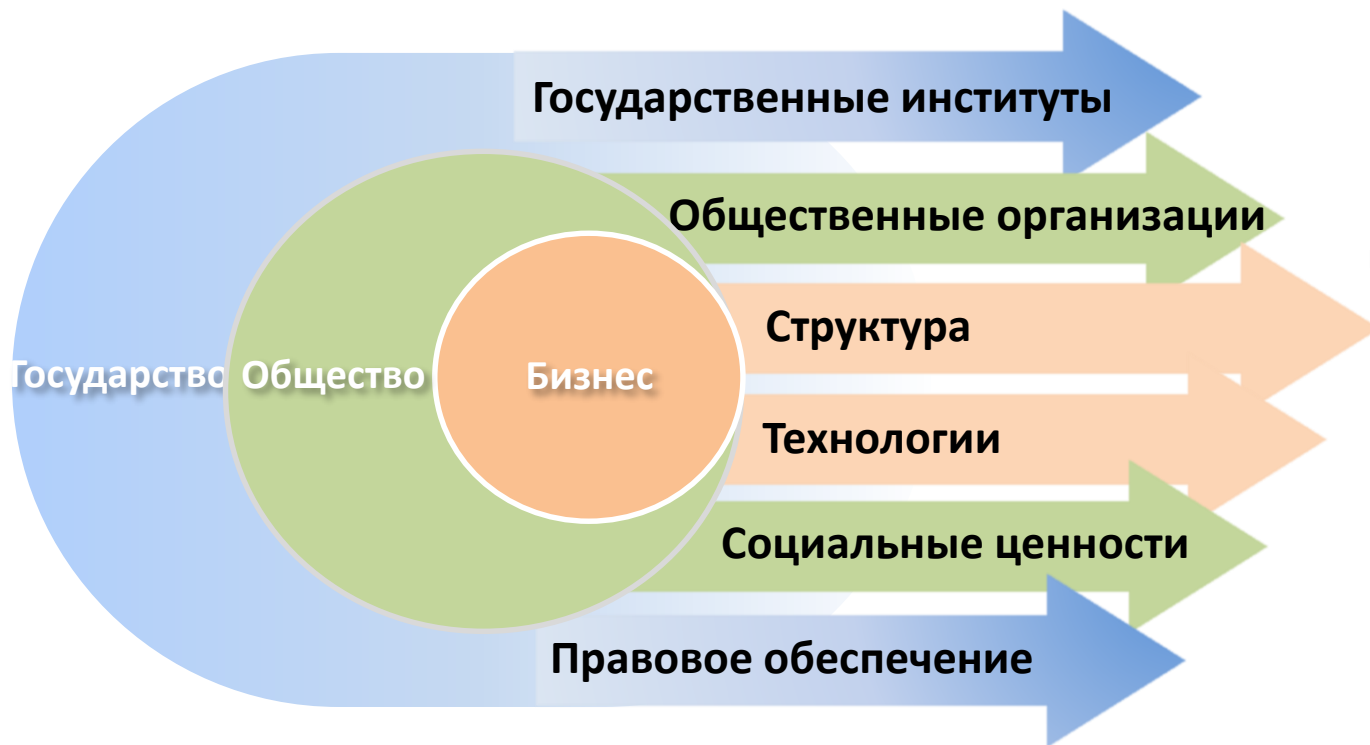 Государственные институты
Общественные организации
Структура
Государство
Общество
Бизнес
Технологии
Социальные ценности
Правовое обеспечение